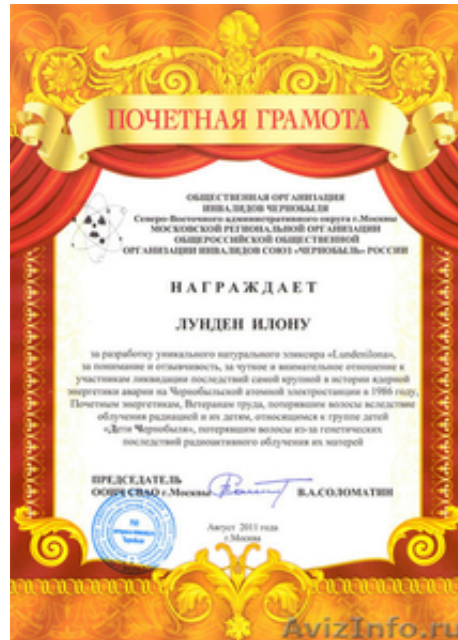 ПОЧЕТНАЯ ГРАМОТА
ОБЩЕСТВЕННАЯ ОРГАНИЗАЦИЯ
ИНВАЛИДОВ ЧЕРНОБЫЛЯ
Северо-Восточного административного округа г.Москвы
МОСКОВСКОЙ РЕГИОНАЛЬНОЙ ОРГАНИЗАЦИИ
ОБЩЕРОССИЙСКОЙ ОБЩЕСТВЕННОЙ
ОРГАНИЗАЦИИ ИНВАЛИДОВ СОЮЗ «ЧЕРНОБЫЛЬ» РОССИИ
НАГРАЖДАЕТ
ЛУНДЕН ИЛОНУ
за разработку уникального натурального эликсира «Lundenilona»,
за понимание и отзывчивость, за чуткое и внимательное отношение к
участникам ликвидации последствий самой крупной в истории ядерной
энергетики аварии на Чернобыльской атомной электростанции в 1986 году,
Почетным энергетикам, Ветеранам труда, потерявшим волосы вследствие
облучения радиацией и их детям, относящимся к группе детей
«Дети Чернобыля», потерявшим волосы из-за генетических
последствий радиоактивного облучения их матерей
ПРЕДСЕДАТЕЛЬ
ООИЧ СВАО г.Москвы В.А.СОЛОМАТИН
Август 2011 года
г.Москва
AvizInfo.ru